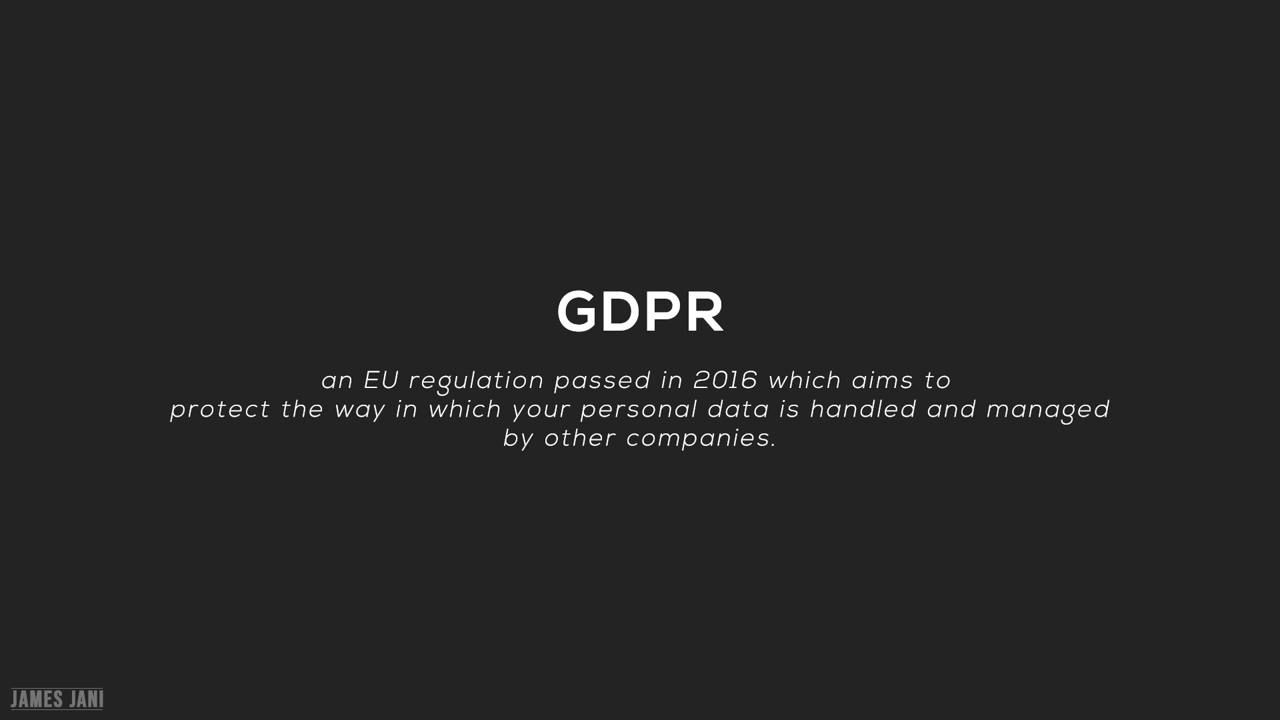 GDPR
an EU regulation passed in 2016 which aims to
protect the way in which your personal data is handled and managed
by other companies.
JAMES JANI